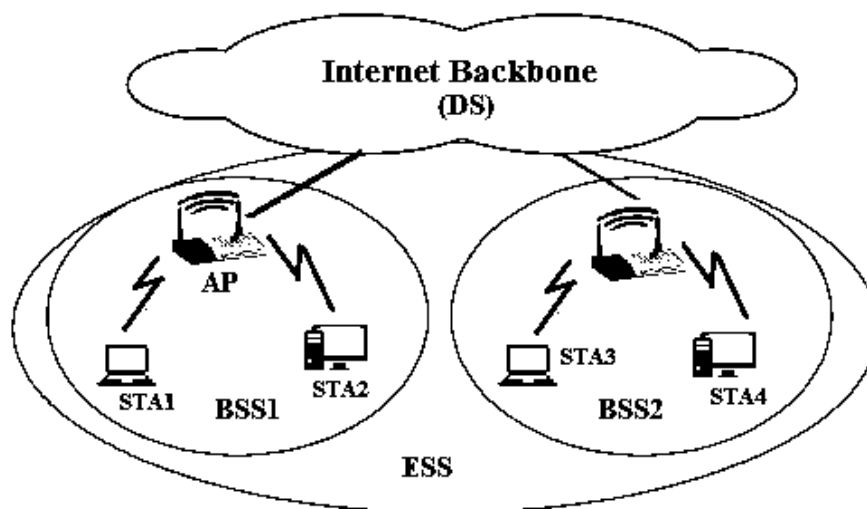 Internet Backbone
(DS)
AP
STA1
STA2
BSS1
STA3
STA4
BSS2
ESS